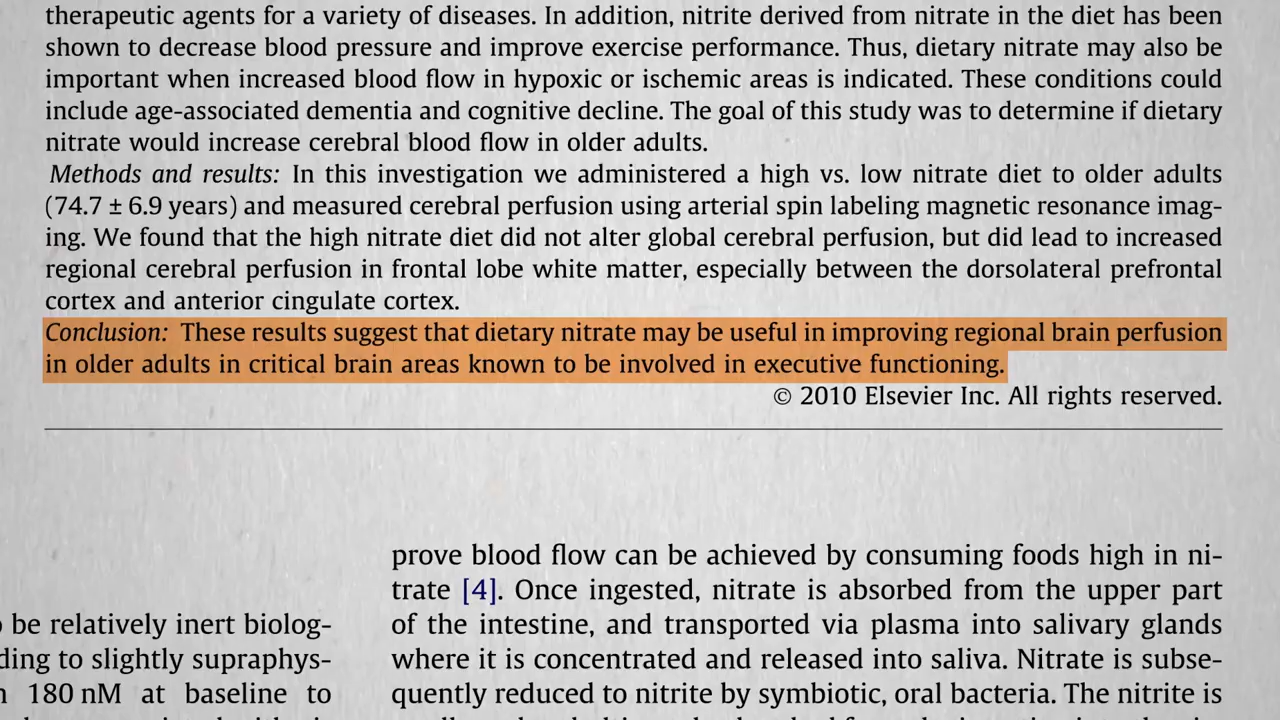 therapeutic agents for a variety of diseases. In addition, nitrite derived from nitrate in the diet has been
shown to decrease blood pressure and improve exercise performance. Thus, dietary nitrate may also be
important when increased blood flow in hypoxic or ischemic areas is indicated. These conditions could
include age-associated dementia and cognitive decline. The goal of this study was to determine if dietary
nitrate would increase cerebral blood flow in older adults.
Methods and results: In this investigation we administered a high vs. low nitrate diet to older adults
(74.7 ± 6.9 years) and measured cerebral perfusion using arterial spin labeling magnetic resonance imag-
ing. We found that the high nitrate diet did not alter global cerebral perfusion, but did lead to increased
regional cerebral perfusion in frontal lobe white matter, especially between the dorsolateral prefrontal
cortex and anterior cingulate cortex.
Conclusion: These results suggest that dietary nitrate may be useful in improving regional brain perfusion
in older adults in critical brain areas known to be involved in executive functioning.
© 2010 Elsevier Inc. All rights reserved.
be relatively inert biolog-
ding to slightly supraphys-
180 nM at baseline to
prove blood flow can be achieved by consuming foods high in ni-
trate [4]. Once ingested, nitrate is absorbed from the upper part
of the intestine, and transported via plasma into salivary glands
where it is concentrated and released into saliva. Nitrate is subse-
quently reduced to nitrite by symbiotic, oral bacteria. The nitrite is